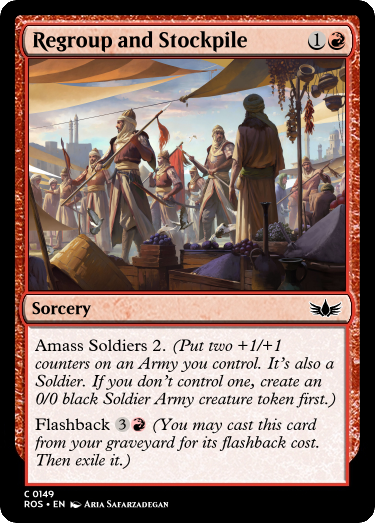 Regroup and Stockpile 1
Sorcery
Amass Soldiers 2. (Put two +1/+1
counters on an Army you control. It's also a
Soldier. If you don't control one, create an
0/0 black Soldier Army creature token first.)
Flashback 3 (You may cast this card
from your graveyard for its flashback cost.
Then exile it.)
C 0149
ROS • EN Aria Safarzadegan